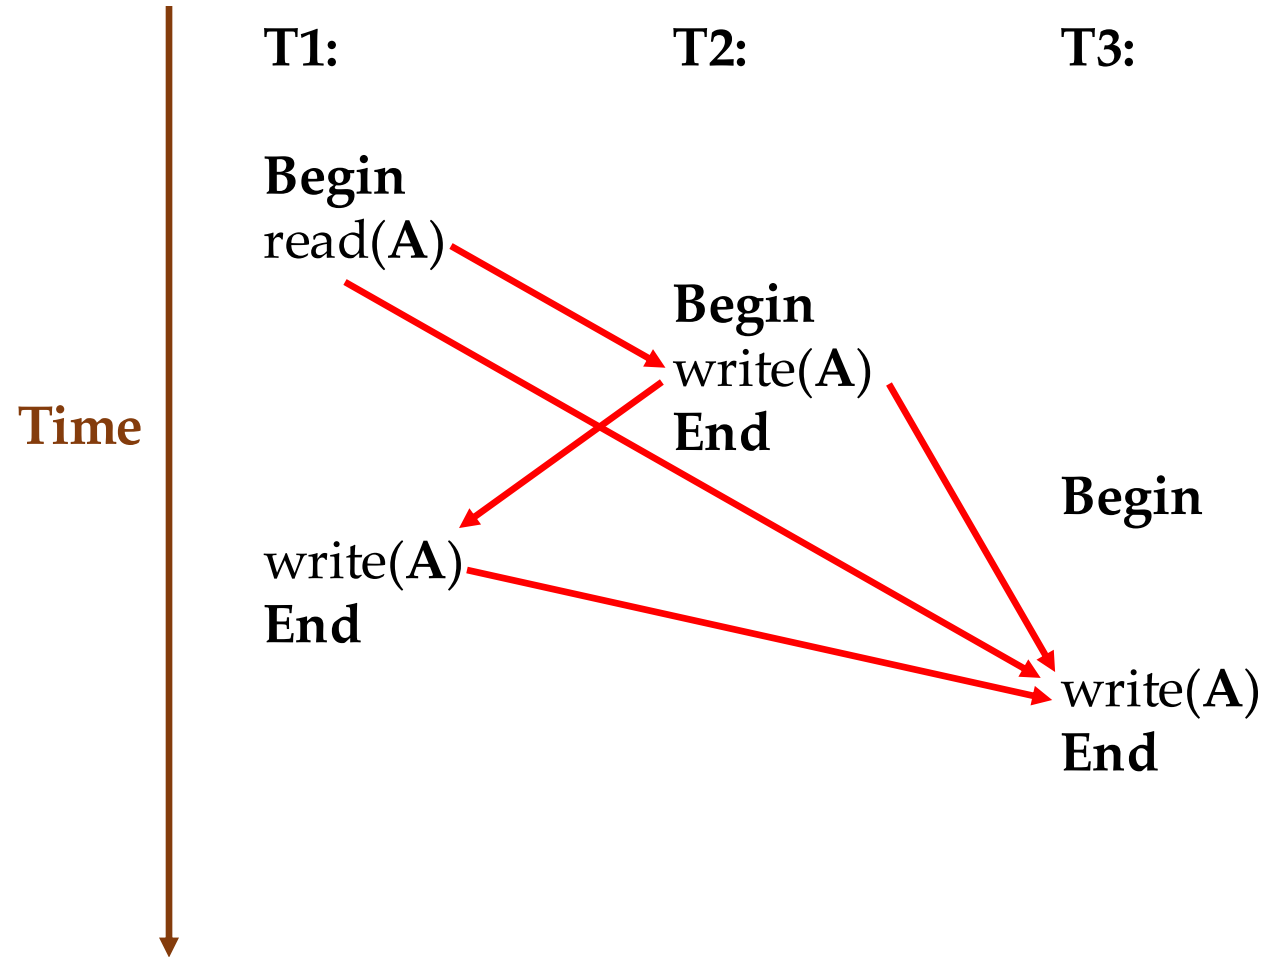 T1: T2: T3:
Begin
read(A)
Begin
write(A)
Time
End
Begin
write(A)
End
write(A)
End